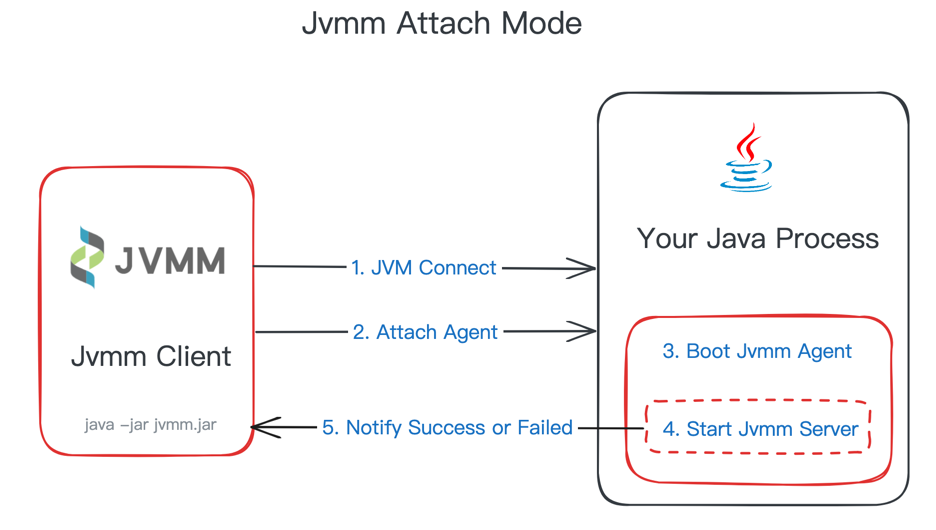 Jvmm Attach Mode
Your Java Process
JVMM
1. JVM Connect
2. Attach Agent
3. Boot Jvmm Agent
Jvmm Client
java -jar jvmm.jar
5. Notify Success or Failed
4. Start Jvmm Server